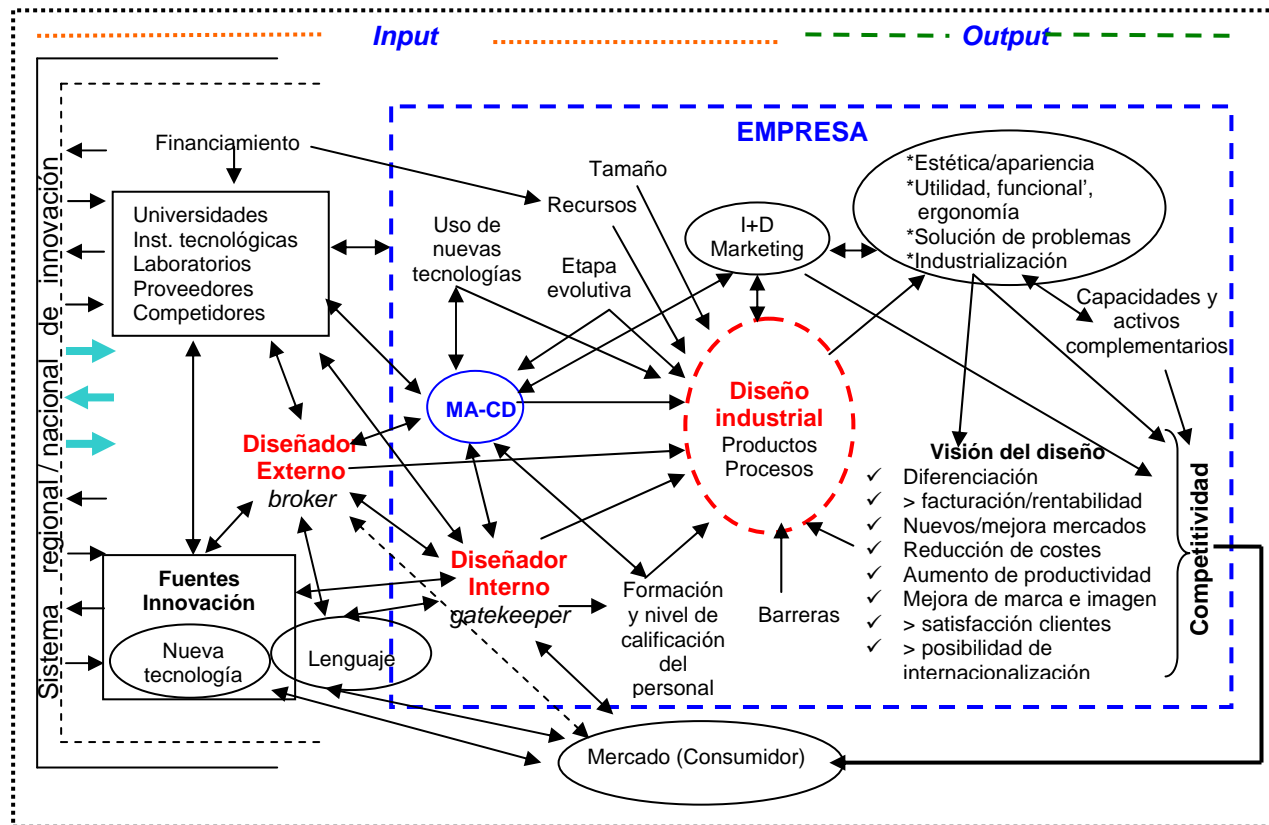 Input
Output
EMPRESA
Sistema regional / nacional de innovación
Financiamiento
Universidades
Inst. tecnológicas
Laboratorios
Proveedores
Competidores
Tamaño
Recursos
Uso de
nuevas
tecnologías
Etapa
evolutiva
I+D
Marketing
*Estética/apariencia
*Utilidad, funcional’,
ergonomía
*Solución de problemas
*Industrialización
Capacidades y
activos
complementarios
MA-CD
Diseño
industrial
Productos
Procesos
Diseñador
Externo
broker
Diseñador
Interno
gatekeeper
Fuentes
Innovación
Nueva
tecnología
Lenguaje
Formación
y nivel de
calificación
del
personal
Barreras
Visión del diseño
✓ Diferenciación
✓ > facturación/rentabilidad
✓ Nuevos/mejora mercados
✓ Reducción de costes
✓ Aumento de productividad
✓ Mejora de marca e imagen
✓ > satisfacción clientes
✓ > posibilidad de
internacionalización
Competitividad
Mercado (Consumidor)